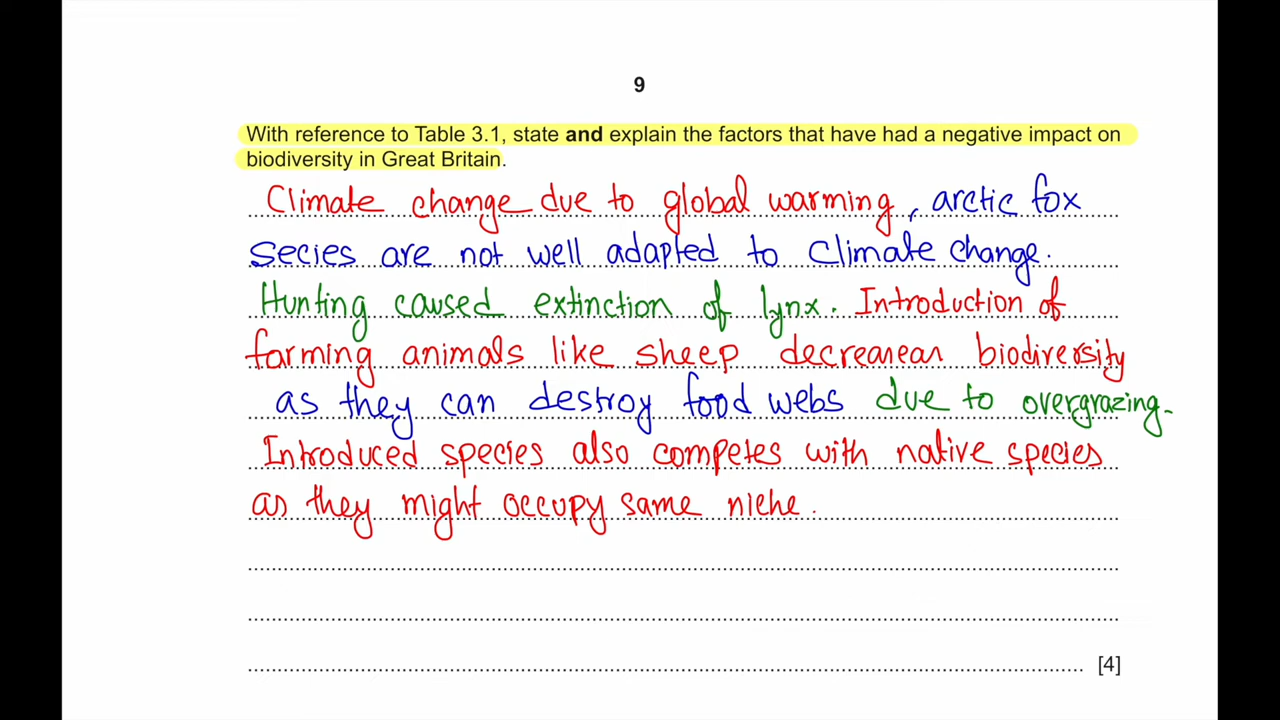 9
With reference to Table 3.1, state and explain the factors that have had a negative impact on
biodiversity in Great Britain.
Climate change due to global warming, arctic fox
secies are not well adapted to climate change.
Hunting caused extinction of lynx. Introduction of
farming animals like sheep decreanean biodiversity
as they can destroy food webs due to overgrazing.
Introduced species also competes with native species
as they might occupy same niche.
[4]